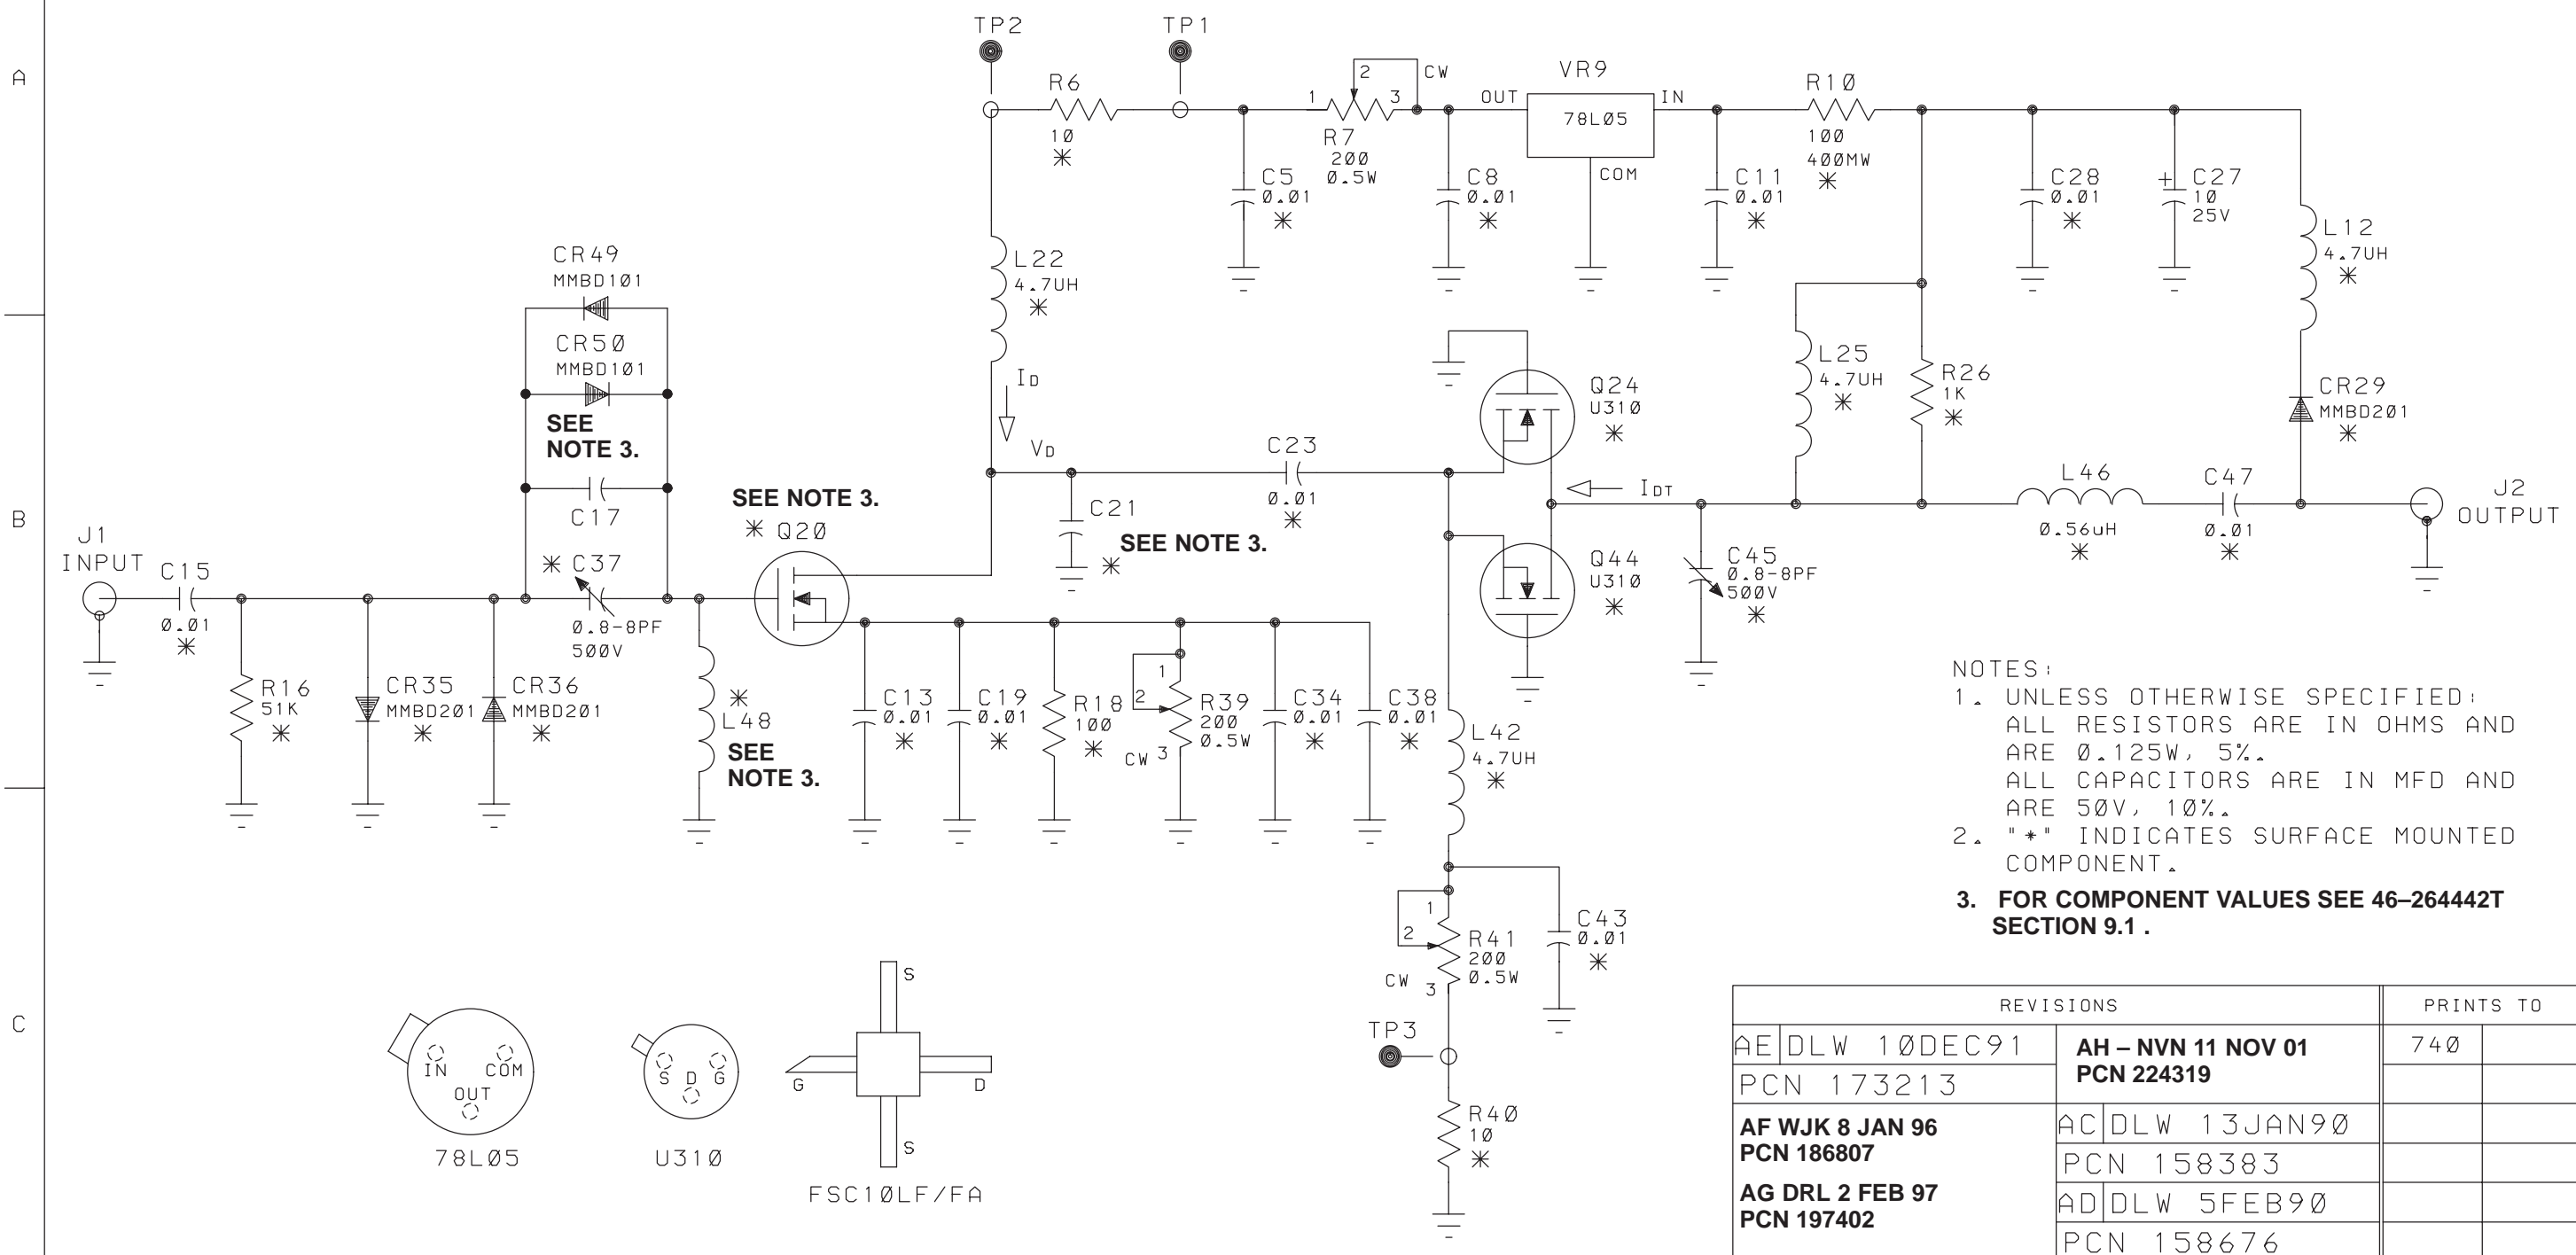 TP2
TP1
A
R6
10
*
1
2
3
CW
R7
200
0.5W
OUT
VR9
78L05
IN
COM
R10
100
400MW
*
C5
0.01
*
C8
0.01
*
C11
0.01
*
C28
0.01
*
+
C27
10
25V
L12
4.7UH
*
CR49
MMBD101
L22
4.7UH
*
CR50
MMBD101
SEE
NOTE 3.
C17
ID
VD
C23
0.01
*
Q24
U310
*
L25
4.7UH
*
R26
1K
*
CR29
MMBD201
*
B
SEE NOTE 3.
* Q20
C21
*
SEE NOTE 3.
IDT
L46
0.56uH
*
C47
0.01
*
J2
OUTPUT
J1
INPUT
C15
0.01
*
* C37
0.8-8PF
500V
Q44
U310
*
C45
0.8-8PF
500V
*
R16
51K
*
CR35
MMBD201
*
CR36
MMBD201
*
*
L48
SEE
NOTE 3.
C13
0.01
*
C19
0.01
*
R18
100
*
1
2
CW 3
R39
200
0.5W
C34
0.01
*
C38
0.01
*
L42
4.7UH
*
NOTES:
1. UNLESS OTHERWISE SPECIFIED:
ALL RESISTORS ARE IN OHMS AND
ARE 0.125W, 5%.
ALL CAPACITORS ARE IN MFD AND
ARE 50V, 10%.
2. "*" INDICATES SURFACE MOUNTED
COMPONENT.
3. FOR COMPONENT VALUES SEE 46–264442T
SECTION 9.1 .
1
2
CW 3
R41
200
0.5W
C43
0.01
*
C
TP3
R40
10
*
IN
COM
OUT
78L05
S D G
U310
S
G
D
S
FSC10LF/FA
REVISIONS
PRINTS TO
AE DLW 10DEC91
PCN 173213
AH – NVN 11 NOV 01
PCN 224319
740
AF WJK 8 JAN 96
PCN 186807
AG DRL 2 FEB 97
PCN 197402
AC DLW 13JAN90
PCN 158383
AD DLW 5FEB90
PCN 158676